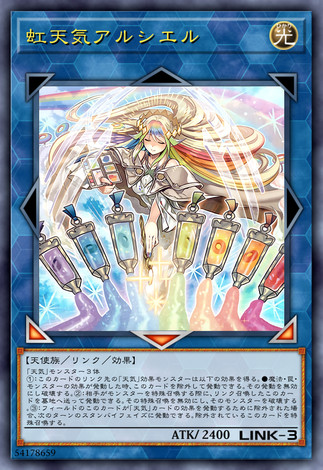 虹天気アルシエル
光
【天使族／リンク／効果】
「天気」モンスター３体
①：このカードのリンク先の「天気」効果モンスターは以下の効果を得る。●魔法・罠・
モンスターの効果が発動した時、このカードを除外して発動できる。その発動を無効
にし破壊する。②：相手がモンスターを特殊召喚する際に、リンク召喚したこのカー
ドを墓地へ送って発動できる。その特殊召喚を無効にし、そのモンスターを破壊する
。③：フィールドのこのカードが「天気」カードの効果を発動するために除外された場
合、次のターンのスタンバイフェイズに発動できる。除外されているこのカードを特
殊召喚する。
ATK/2400 LINK-3
54178659